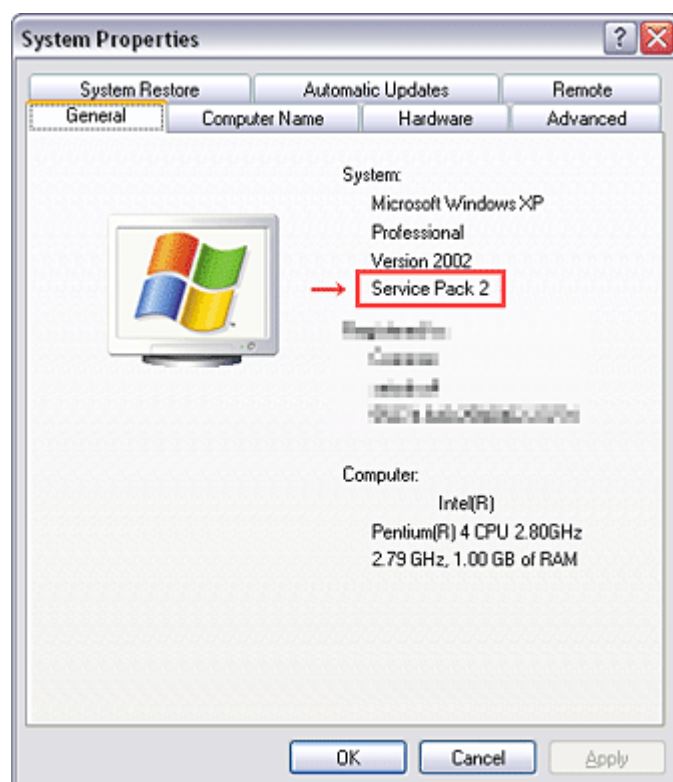 System Properties
System Restore Automatic Updates Remote
General Computer Name Hardware Advanced
System:
Microsoft Windows XP
Professional
Version 2002
Service Pack 2
Computer:
Intel(R)
Pentium(R) 4 CPU 2.80GHz
2.79 GHz, 1.00 GB of RAM
OK Cancel Apply